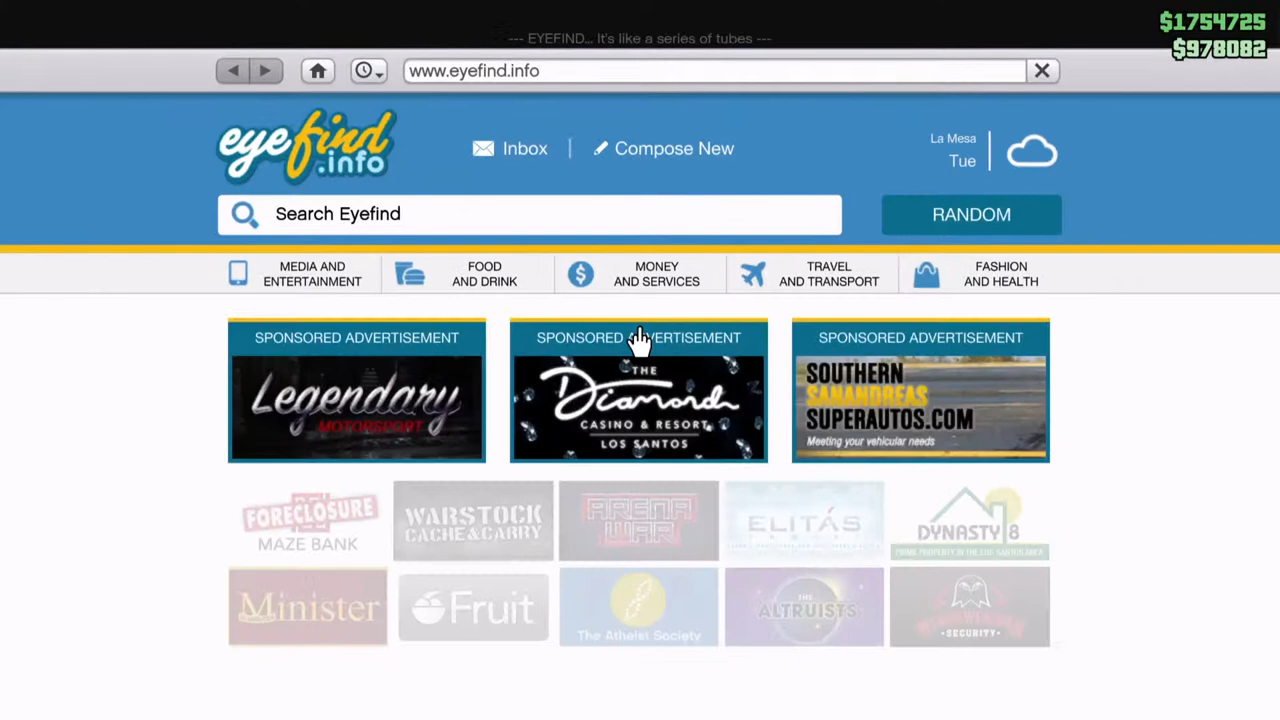 $1754725
--- EYEFIND... It's like a series of tubes ---
$978082
www.eyefind.info
eyefind
.info
Inbox
Compose New
La Mesa
Tue
Search Eyefind
RANDOM
MEDIA AND
ENTERTAINMENT
FOOD
AND DRINK
MONEY
AND SERVICES
TRAVEL
AND TRANSPORT
FASHION
AND HEALTH
SPONSORED ADVERTISEMENT
Legendary
MOTORSPORT
SPONSORED ADVERTISEMENT
THE
Diamond
CASINO & RESORT
LOS SANTOS
SPONSORED ADVERTISEMENT
SOUTHERN
SANANDREAS
SUPERAUTOS.COM
Meeting your vehicular needs
FORECLOSURE
MAZE BANK
WARSTOCK
CACHE & CARRY
ARENA
WAR
ELITÁS
DYNASTY 8
Minister
Fruit
The Atheist Society
THE
ALTRUISTS
- SECURITY -